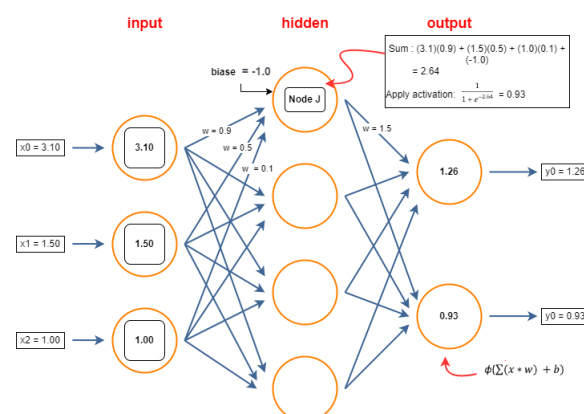 input
hidden
output
Sum : (3.1)(0.9) + (1.5)(0.5) + (1.0)(0.1) +
(-1.0)
= 2.64
Apply activation: 1 / 1 + e^-2.64 = 0.93
biase = -1.0
Node J
w = 0.9
w = 0.5
w = 0.1
w = 1.5
x0 = 3.10
3.10
1.26
y0 = 1.26
x1 = 1.50
1.50
x2 = 1.00
1.00
0.93
y0 = 0.93
ϕ(∑(x * w) + b)